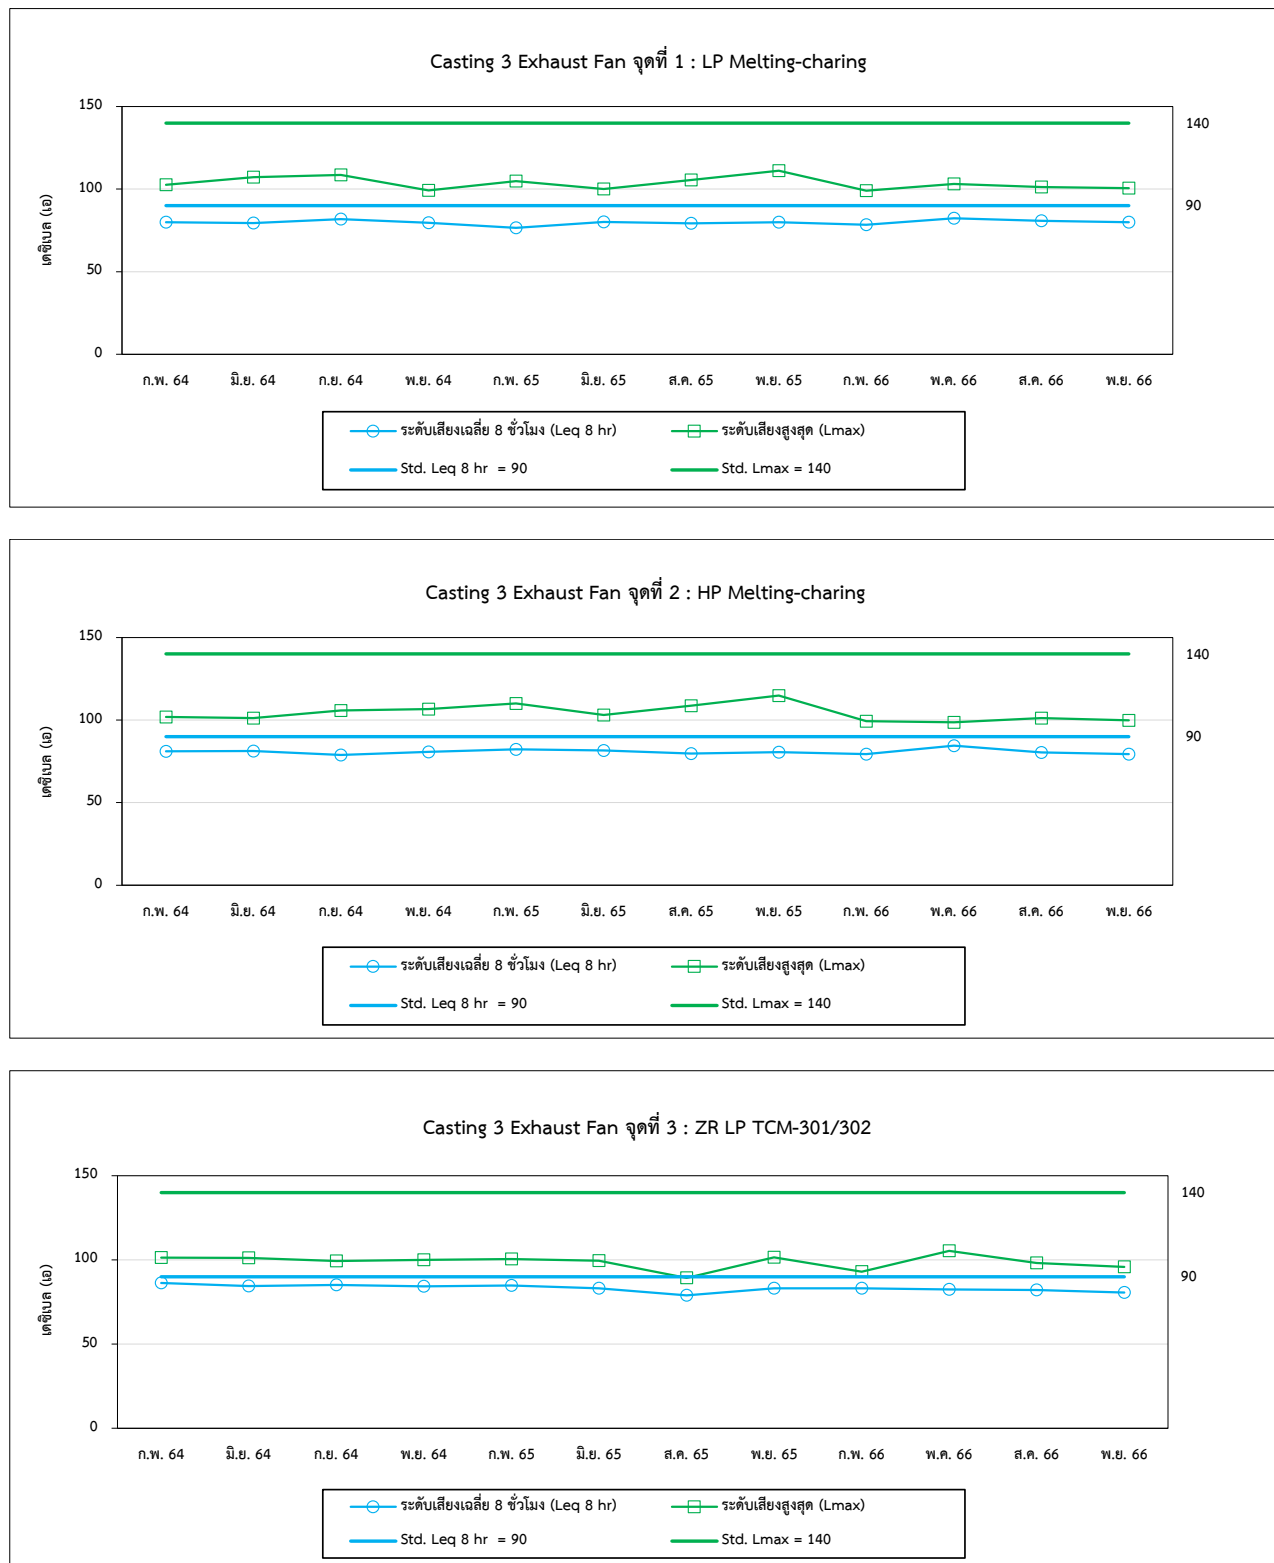 Casting 3 Exhaust Fan จุดที่ 1 : LP Melting-charing
150
140
100
90
50
0
เดซิเบล (เอ)
ก.พ. 64 มิ.ย. 64 ก.ย. 64 พ.ย. 64 ก.พ. 65 มิ.ย. 65 ส.ค. 65 พ.ย. 65 ก.พ. 66 พ.ค. 66 ส.ค. 66 พ.ย. 66
ระดับเสียงเฉลี่ย 8 ชั่วโมง (Leq 8 hr) ระดับเสียงสูงสุด (Lmax)
Std. Leq 8 hr = 90 Std. Lmax = 140
Casting 3 Exhaust Fan จุดที่ 2 : HP Melting-charing
150
140
100
90
50
0
เดซิเบล (เอ)
ก.พ. 64 มิ.ย. 64 ก.ย. 64 พ.ย. 64 ก.พ. 65 มิ.ย. 65 ส.ค. 65 พ.ย. 65 ก.พ. 66 พ.ค. 66 ส.ค. 66 พ.ย. 66
ระดับเสียงเฉลี่ย 8 ชั่วโมง (Leq 8 hr) ระดับเสียงสูงสุด (Lmax)
Std. Leq 8 hr = 90 Std. Lmax = 140
Casting 3 Exhaust Fan จุดที่ 3 : ZR LP TCM-301/302
150
140
100
90
50
0
เดซิเบล (เอ)
ก.พ. 64 มิ.ย. 64 ก.ย. 64 พ.ย. 64 ก.พ. 65 มิ.ย. 65 ส.ค. 65 พ.ย. 65 ก.พ. 66 พ.ค. 66 ส.ค. 66 พ.ย. 66
ระดับเสียงเฉลี่ย 8 ชั่วโมง (Leq 8 hr) ระดับเสียงสูงสุด (Lmax)
Std. Leq 8 hr = 90 Std. Lmax = 140